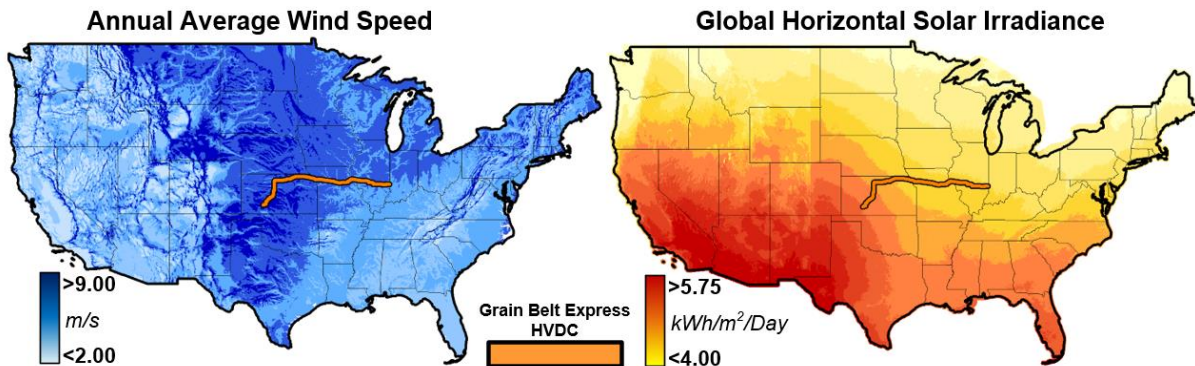 Annual Average Wind Speed
Global Horizontal Solar Irradiance
>9.00
m/s
<2.00
Grain Belt Express
HVDC
>5.75
kWh/m²/Day
<4.00